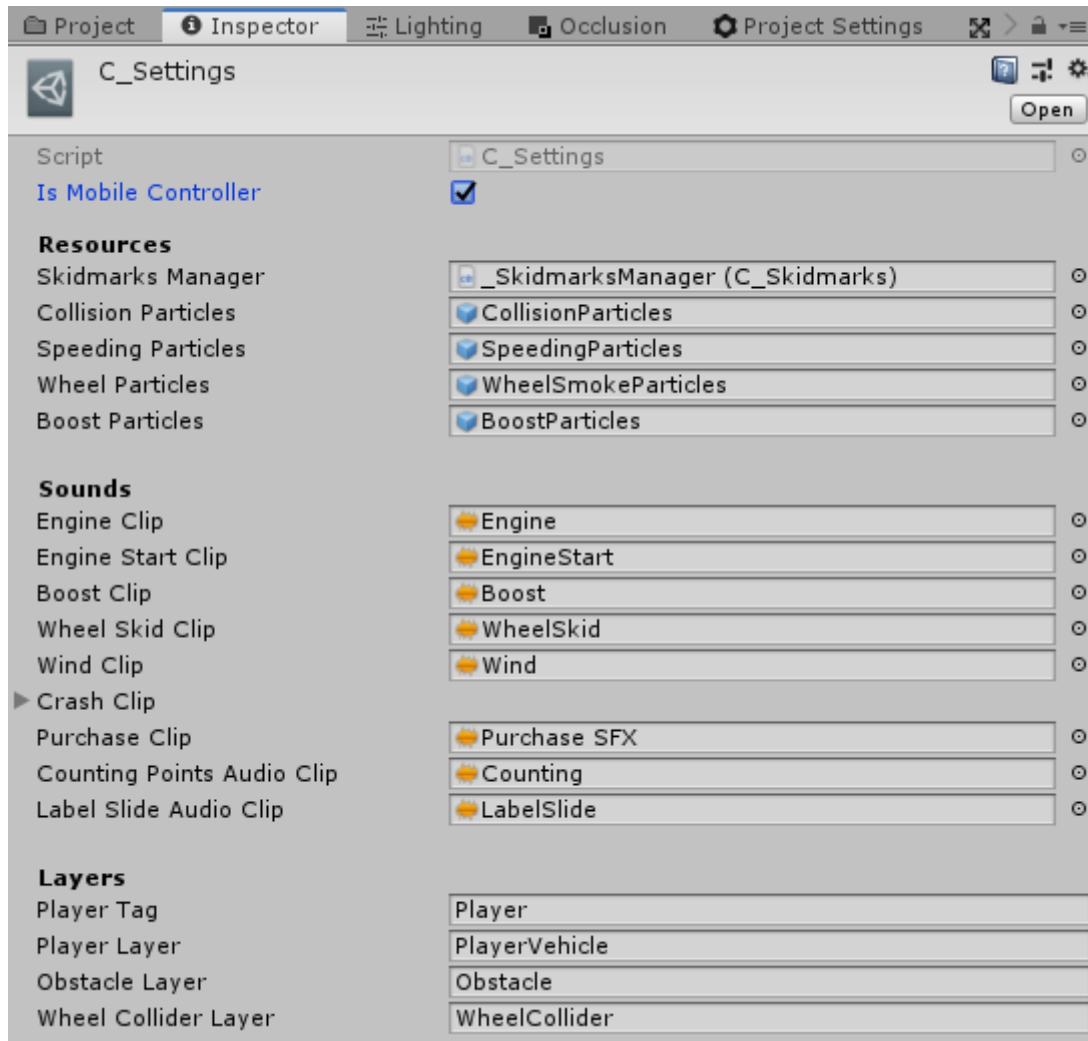 Project Inspector Lighting Occlusion Project Settings
C_Settings
Open
Script C_Settings
Is Mobile Controller
Resources
Skidmarks Manager _SkidmarksManager (C_Skidmarks)
Collision Particles CollisionParticles
Speeding Particles SpeedingParticles
Wheel Particles WheelSmokeParticles
Boost Particles BoostParticles
Sounds
Engine Clip Engine
Engine Start Clip EngineStart
Boost Clip Boost
Wheel Skid Clip WheelSkid
Wind Clip Wind
Crash Clip
Purchase Clip Purchase SFX
Counting Points Audio Clip Counting
Label Slide Audio Clip LabelSlide
Layers
Player Tag Player
Player Layer PlayerVehicle
Obstacle Layer Obstacle
Wheel Collider Layer WheelCollider